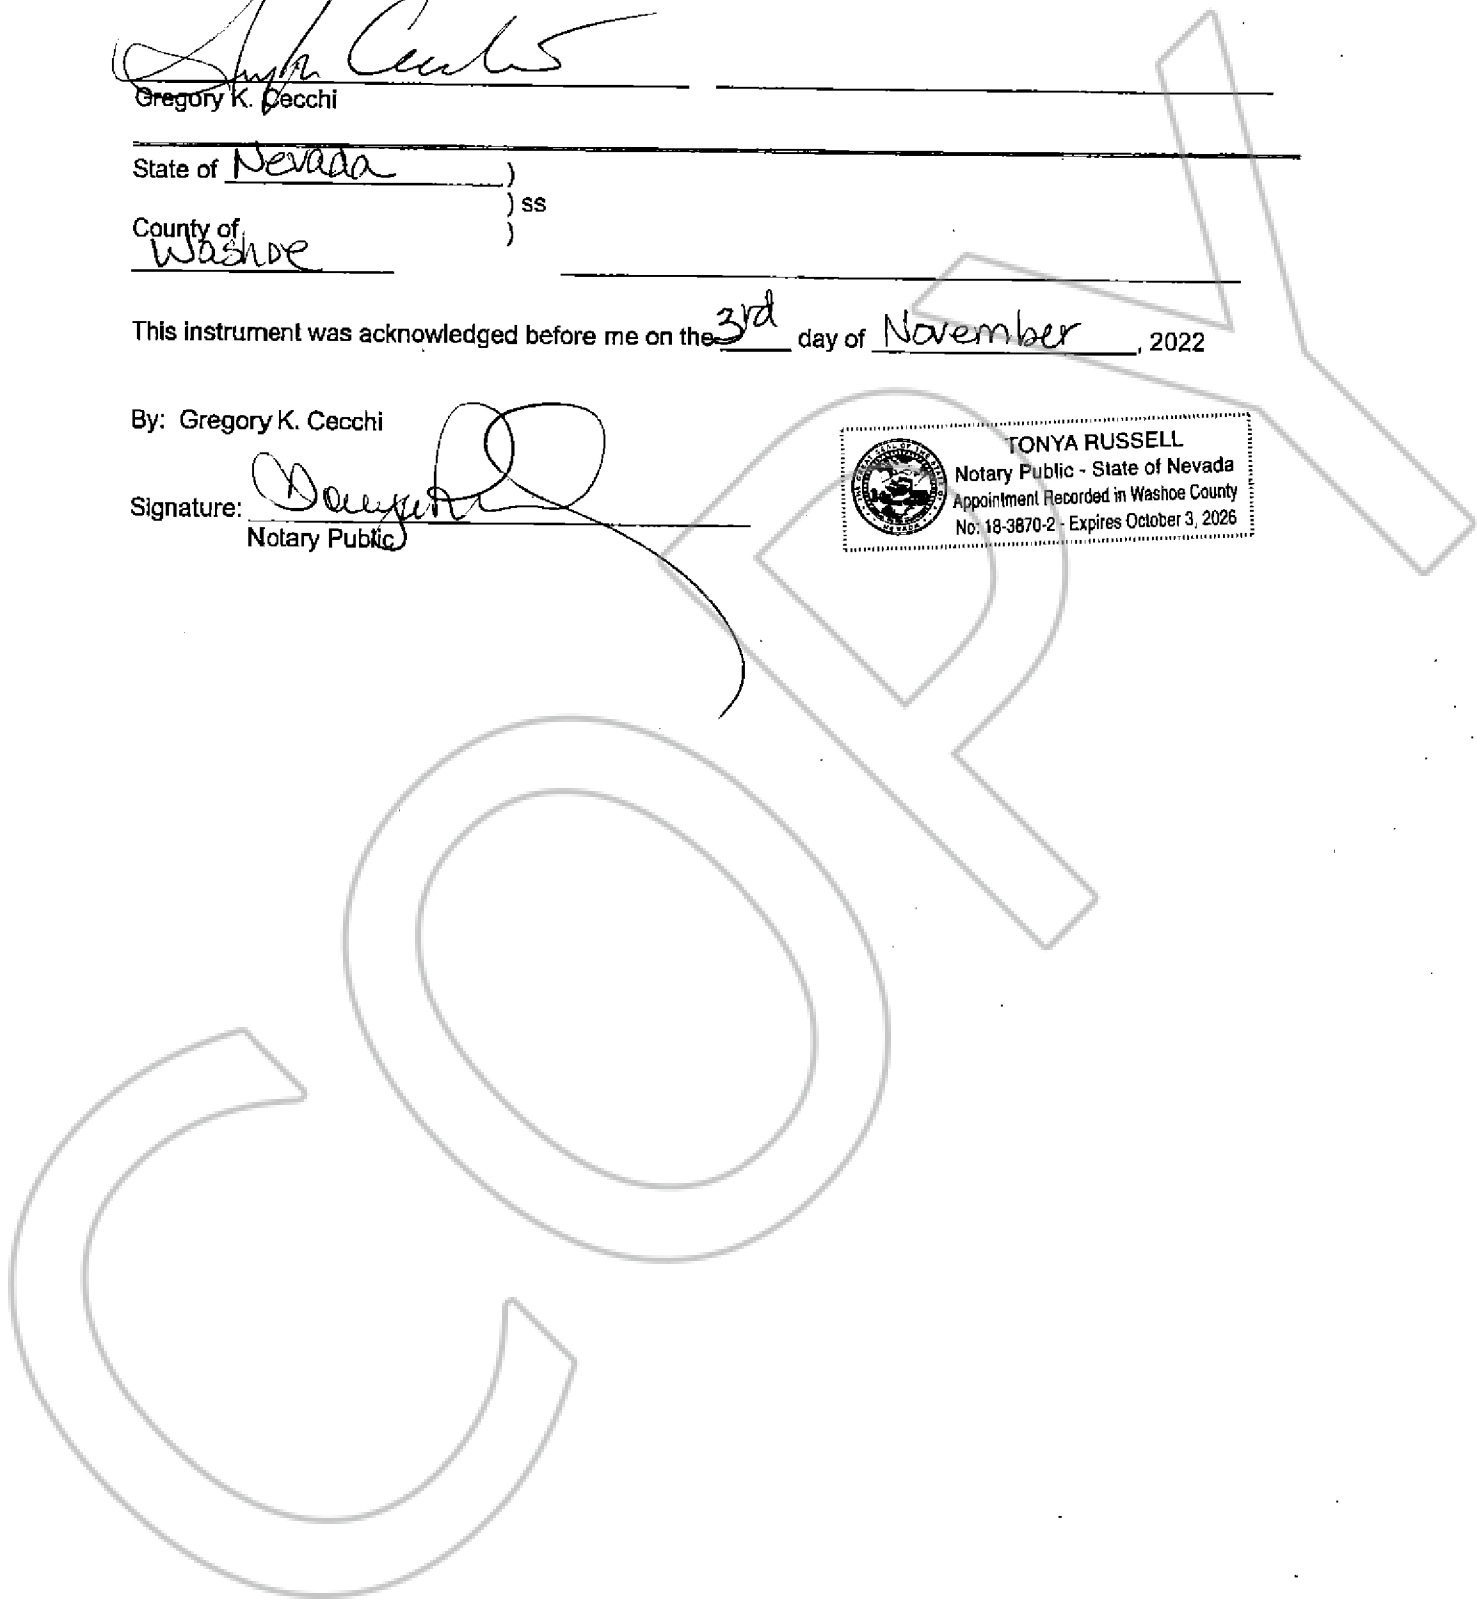 Gregory K. Cecchi
State of Nevada )
) ss
County of )
Washoe
This instrument was acknowledged before me on the 3rd day of November, 2022
By: Gregory K. Cecchi
Signature:
Notary Public
TONYA RUSSELL
Notary Public - State of Nevada
Appointment Recorded in Washoe County
No: 18-3870-2 - Expires October 3, 2026
COPY